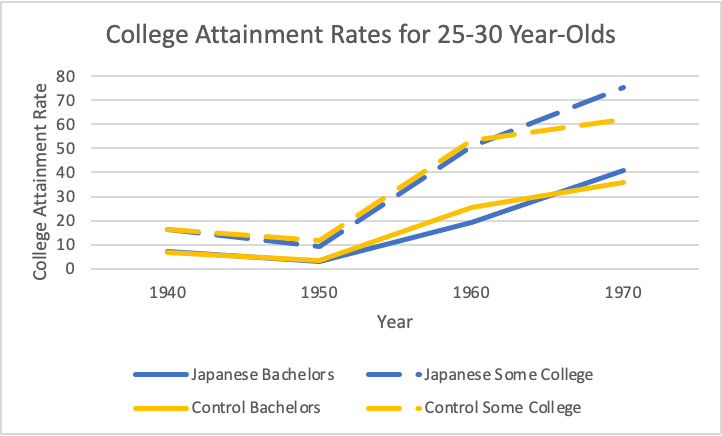 College Attainment Rates for 25-30 Year-Olds
80
70
60
50
40
30
20
10
0
College Attainment Rate
1940 1950 1960 1970
Year
Japanese Bachelors Japanese Some College
Control Bachelors Control Some College